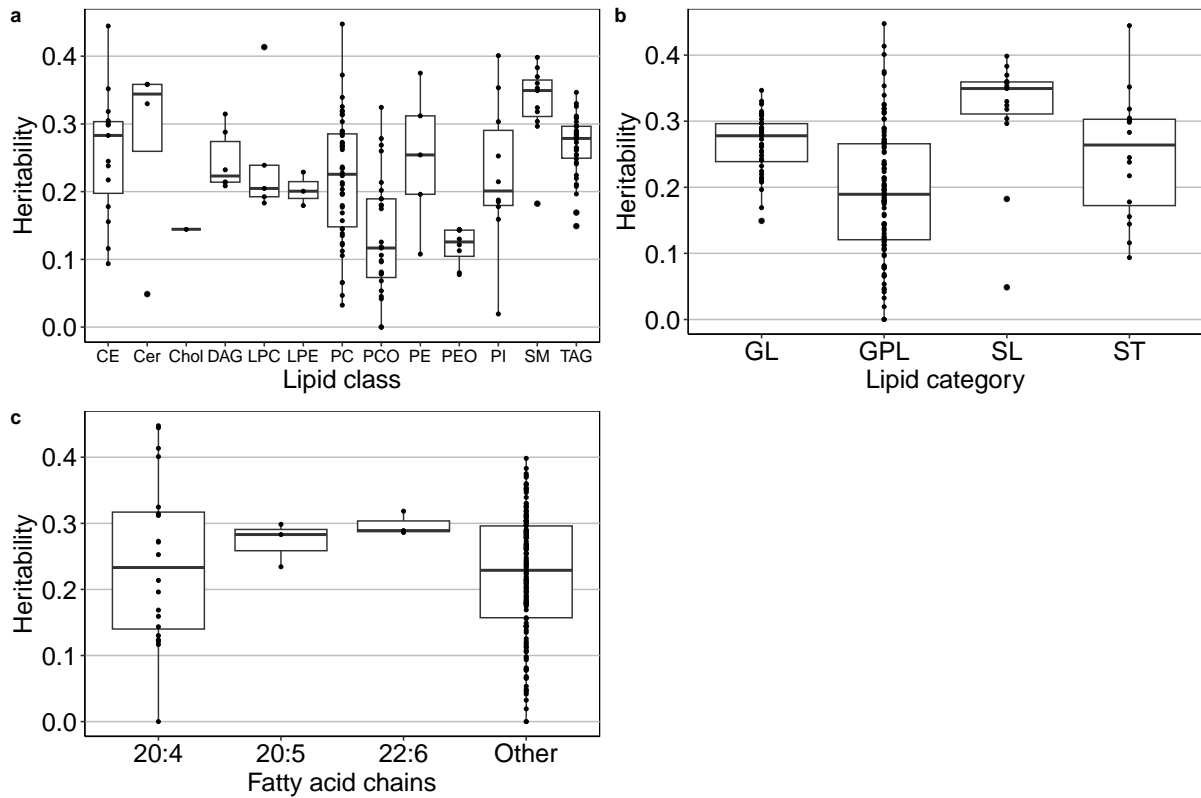 a
Heritability
0.4
0.3
0.2
0.1
0.0
CE Cer Chol DAG LPC LPE PC PCO PE PEO PI SM TAG
Lipid class
b
Heritability
0.4
0.3
0.2
0.1
0.0
GL GPL SL ST
Lipid category
c
Heritability
0.4
0.3
0.2
0.1
0.0
20:4 20:5 22:6 Other
Fatty acid chains